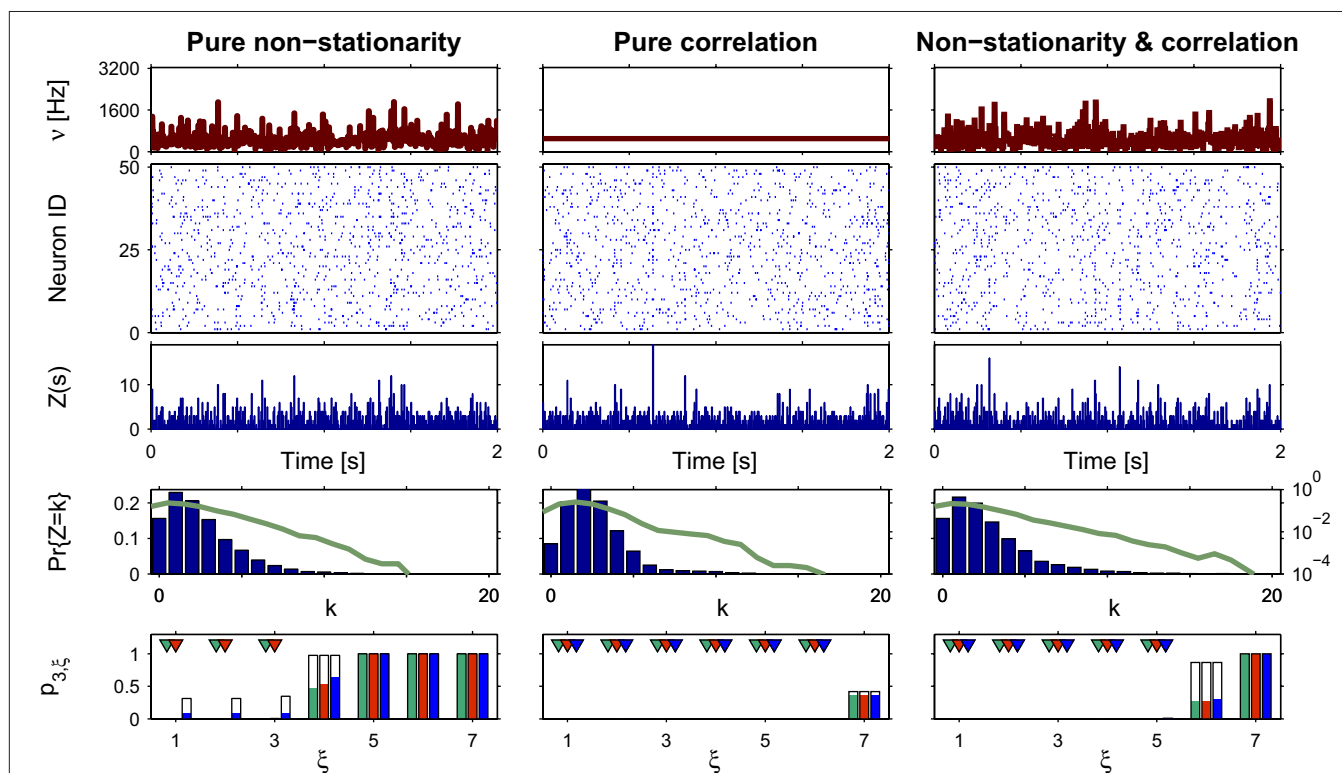 Pure non−stationarity
Pure correlation
Non−stationarity & correlation
ν [Hz]
3200
1600
0
Neuron ID
50
25
0
Z(s)
10
0
0
Time [s]
2
0
Time [s]
2
0
Time [s]
2
Pr{Z=k}
0.2
0.1
0
10^0
10^−2
10^−4
0
k
20
0
k
20
0
k
20
p_{3,ξ}
1
0.5
0
1
3
5
7
ξ
1
3
5
7
ξ
1
3
5
7
ξ